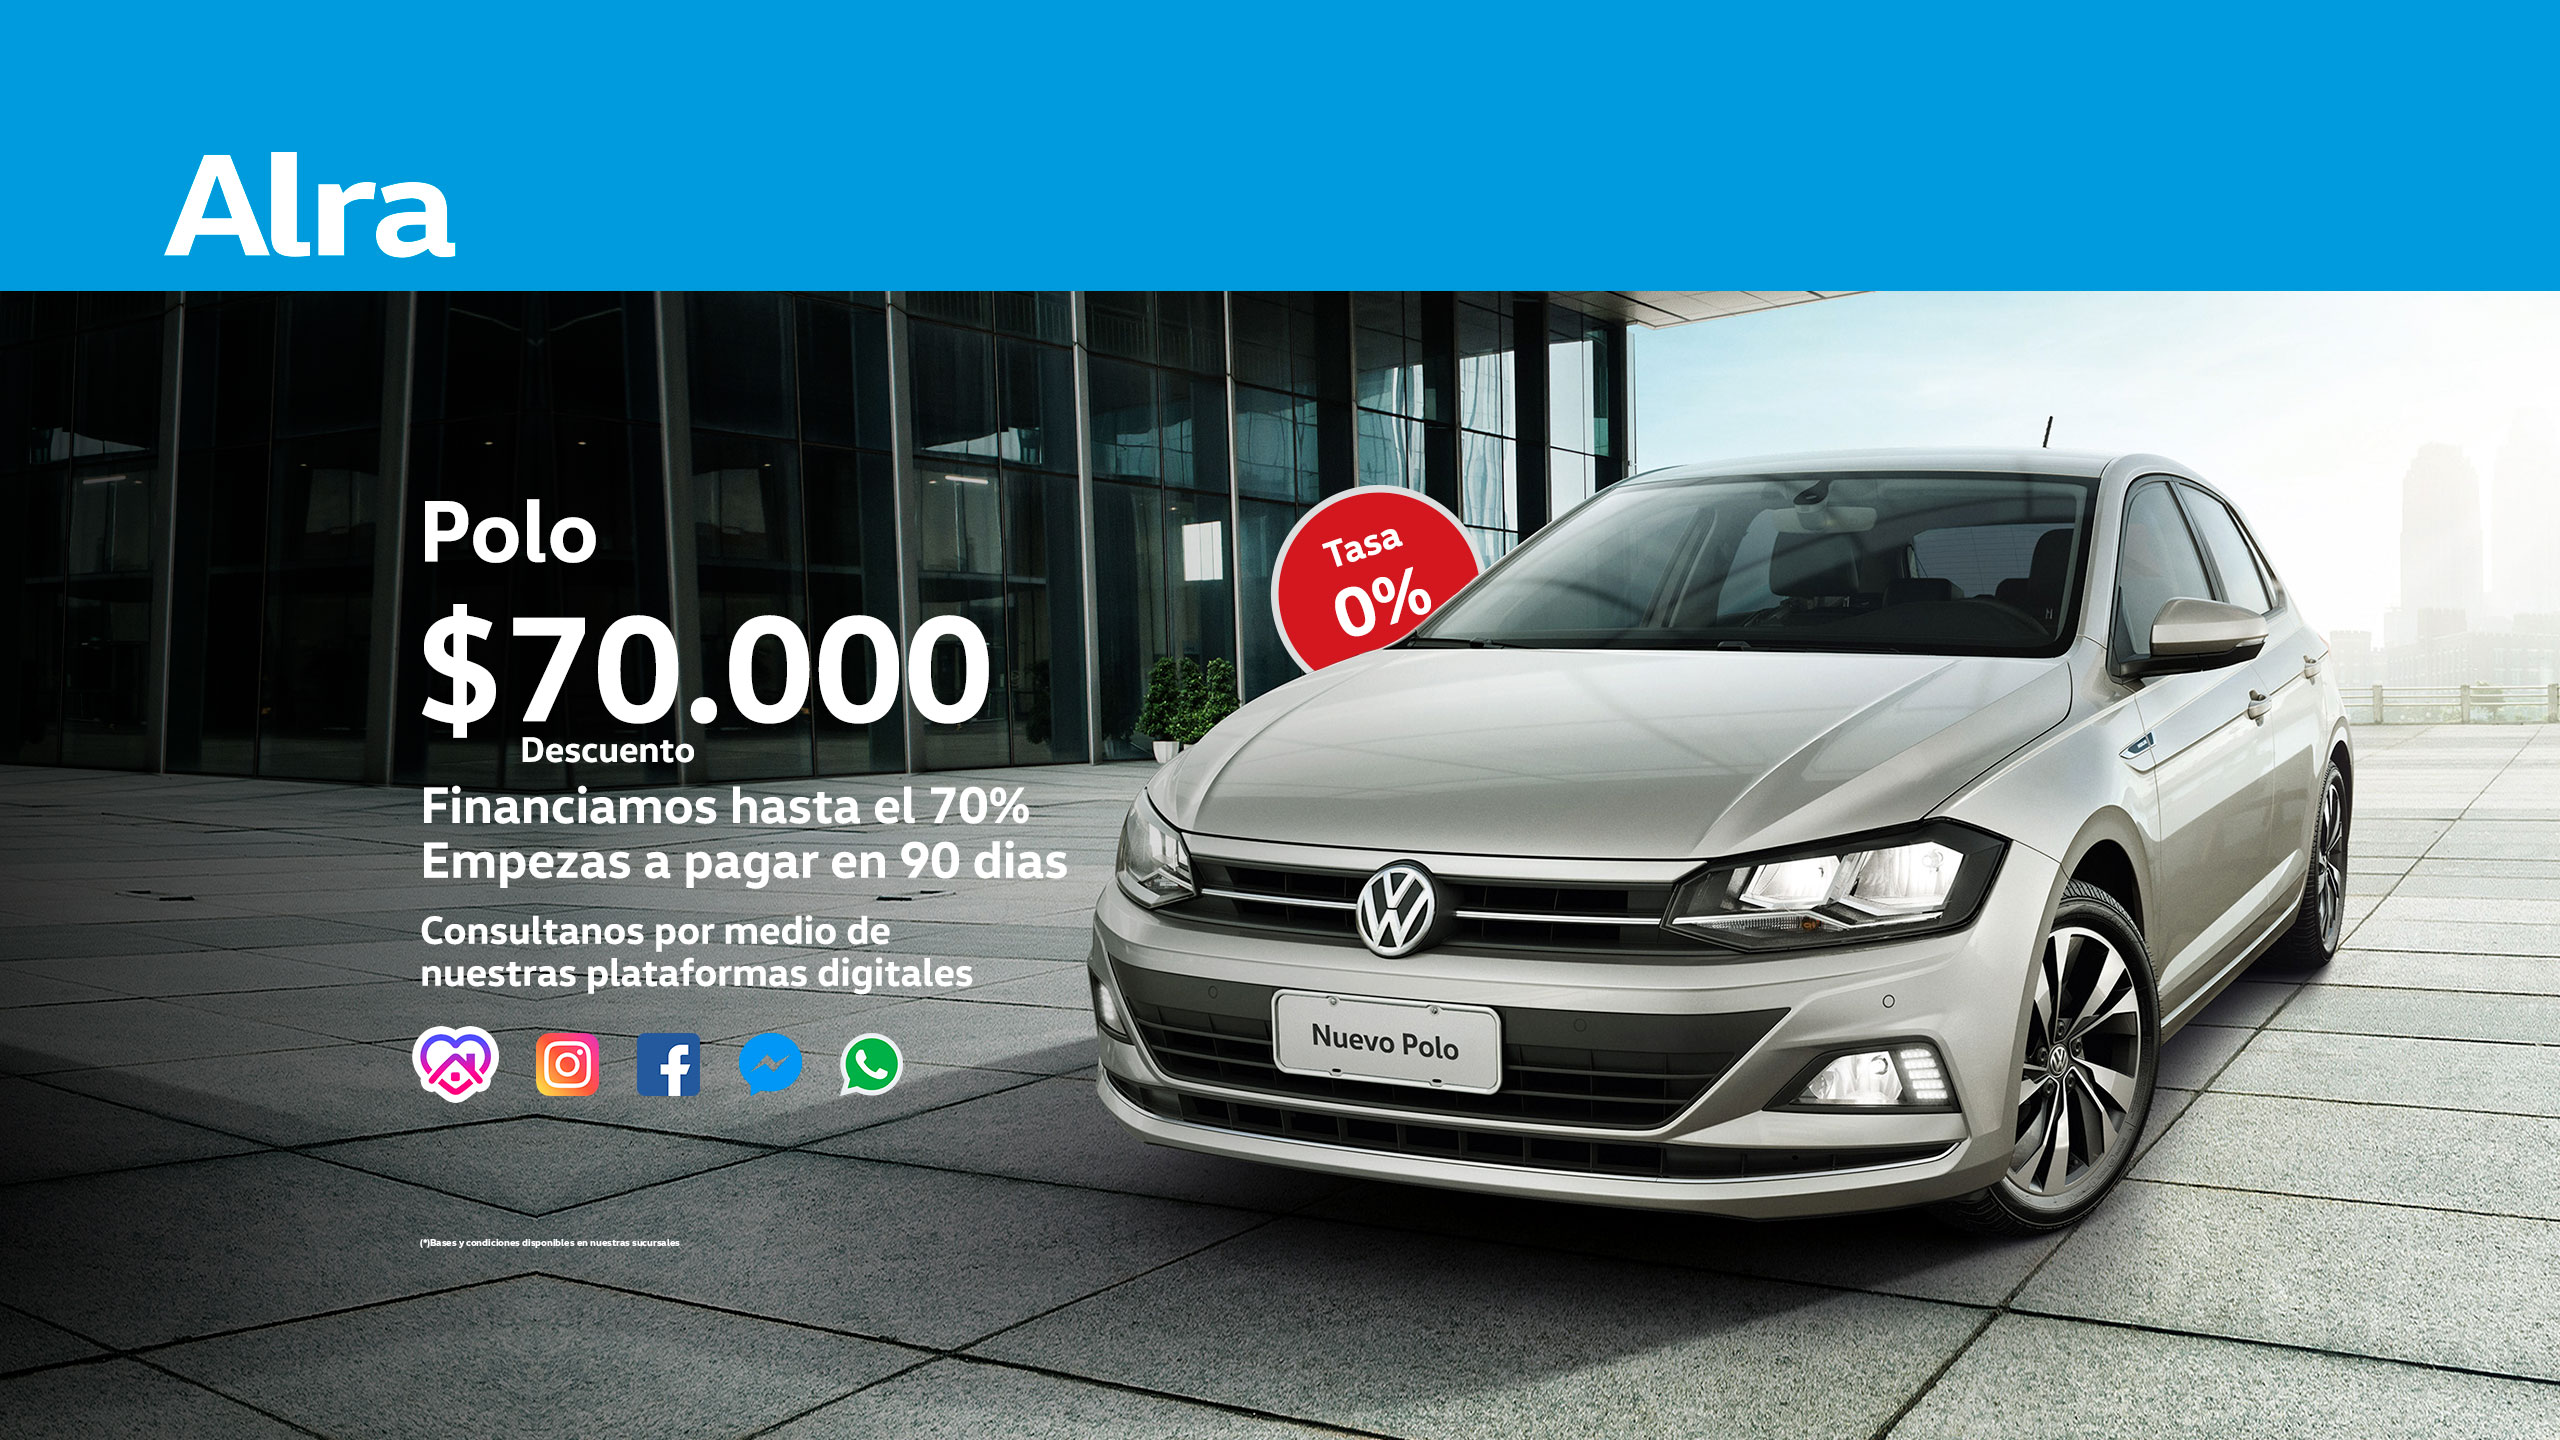 Alra
Polo
$70.000
Descuento
Financiamos hasta el 70%
Empezas a pagar en 90 dias
Consultanos por medio de
nuestras plataformas digitales
(*)Bases y condiciones disponibles en nuestras sucursales
Tasa
0%
Nuevo Polo